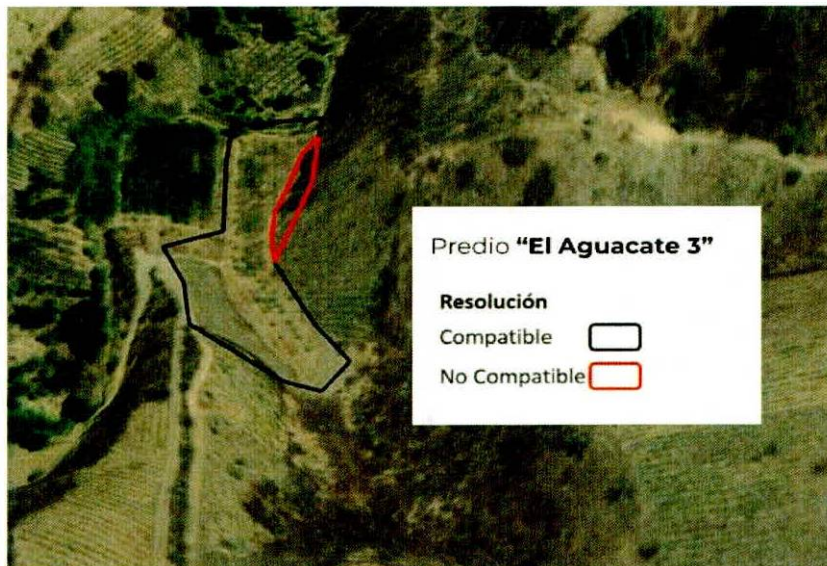 Predio “El Aguacate 3”
Resolución
Compatible
No Compatible